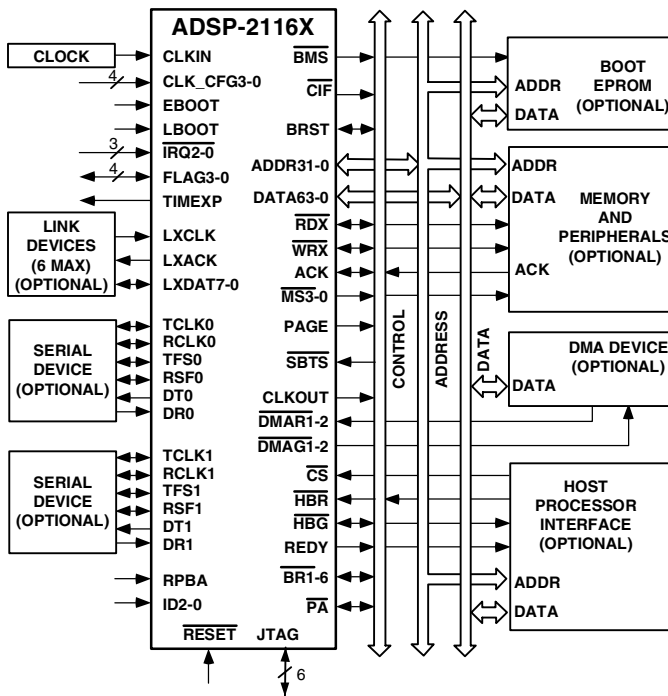 ADSP-2116X
CLOCK
CLKIN
4
CLK_CFG3-0
EBOOT
LBOOT
3
IRQ2-0
4
FLAG3-0
TIMEXP
LINK
DEVICES
(6 MAX)
(OPTIONAL)
LXCLK
LXACK
LXDAT7-0
SERIAL
DEVICE
(OPTIONAL)
TCLK0
RCLK0
TFS0
RSF0
DT0
DR0
SERIAL
DEVICE
(OPTIONAL)
TCLK1
RCLK1
TFS1
RSF1
DT1
DR1
RPBA
ID2-0
RESET
JTAG
6
BMS
CIF
BRST
ADDR31-0
DATA63-0
RDX
WRX
ACK
MS3-0
PAGE
SBTS
CLKOUT
DMAR1-2
DMAG1-2
CS
HBR
HBG
REDY
BR1-6
PA
CONTROL
ADDRESS
DATA
BOOT
EPROM
(OPTIONAL)
ADDR
DATA
ADDR
DATA
MEMORY
AND
PERIPHERALS
(OPTIONAL)
ACK
DMA DEVICE
(OPTIONAL)
DATA
HOST
PROCESSOR
INTERFACE
(OPTIONAL)
ADDR
DATA